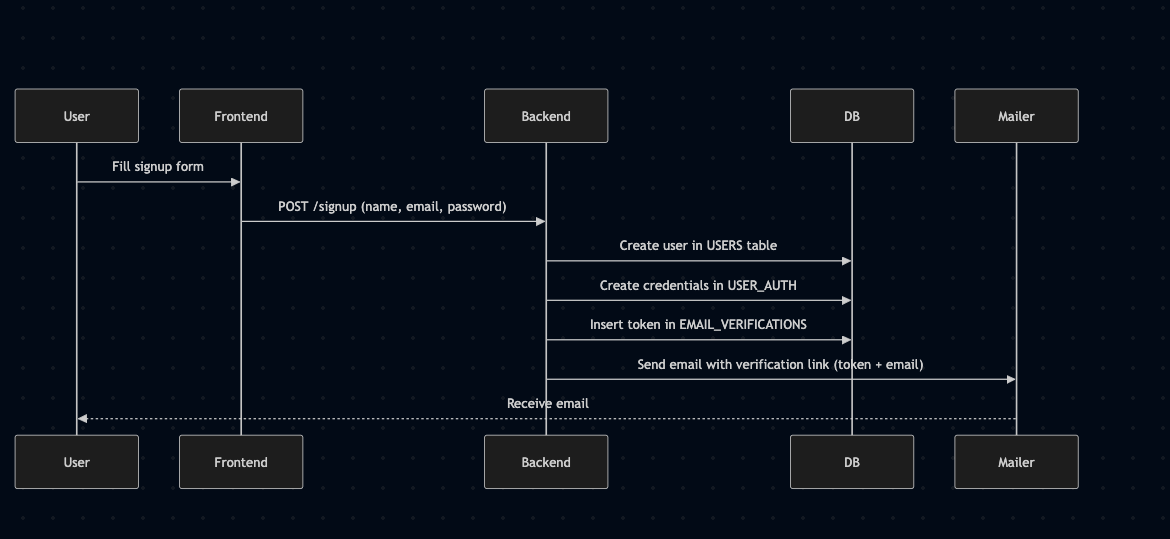 User
Frontend
Backend
DB
Mailer
Fill signup form
POST /signup (name, email, password)
Create user in USERS table
Create credentials in USER_AUTH
Insert token in EMAIL_VERIFICATIONS
Send email with verification link (token + email)
Receive email
User
Frontend
Backend
DB
Mailer